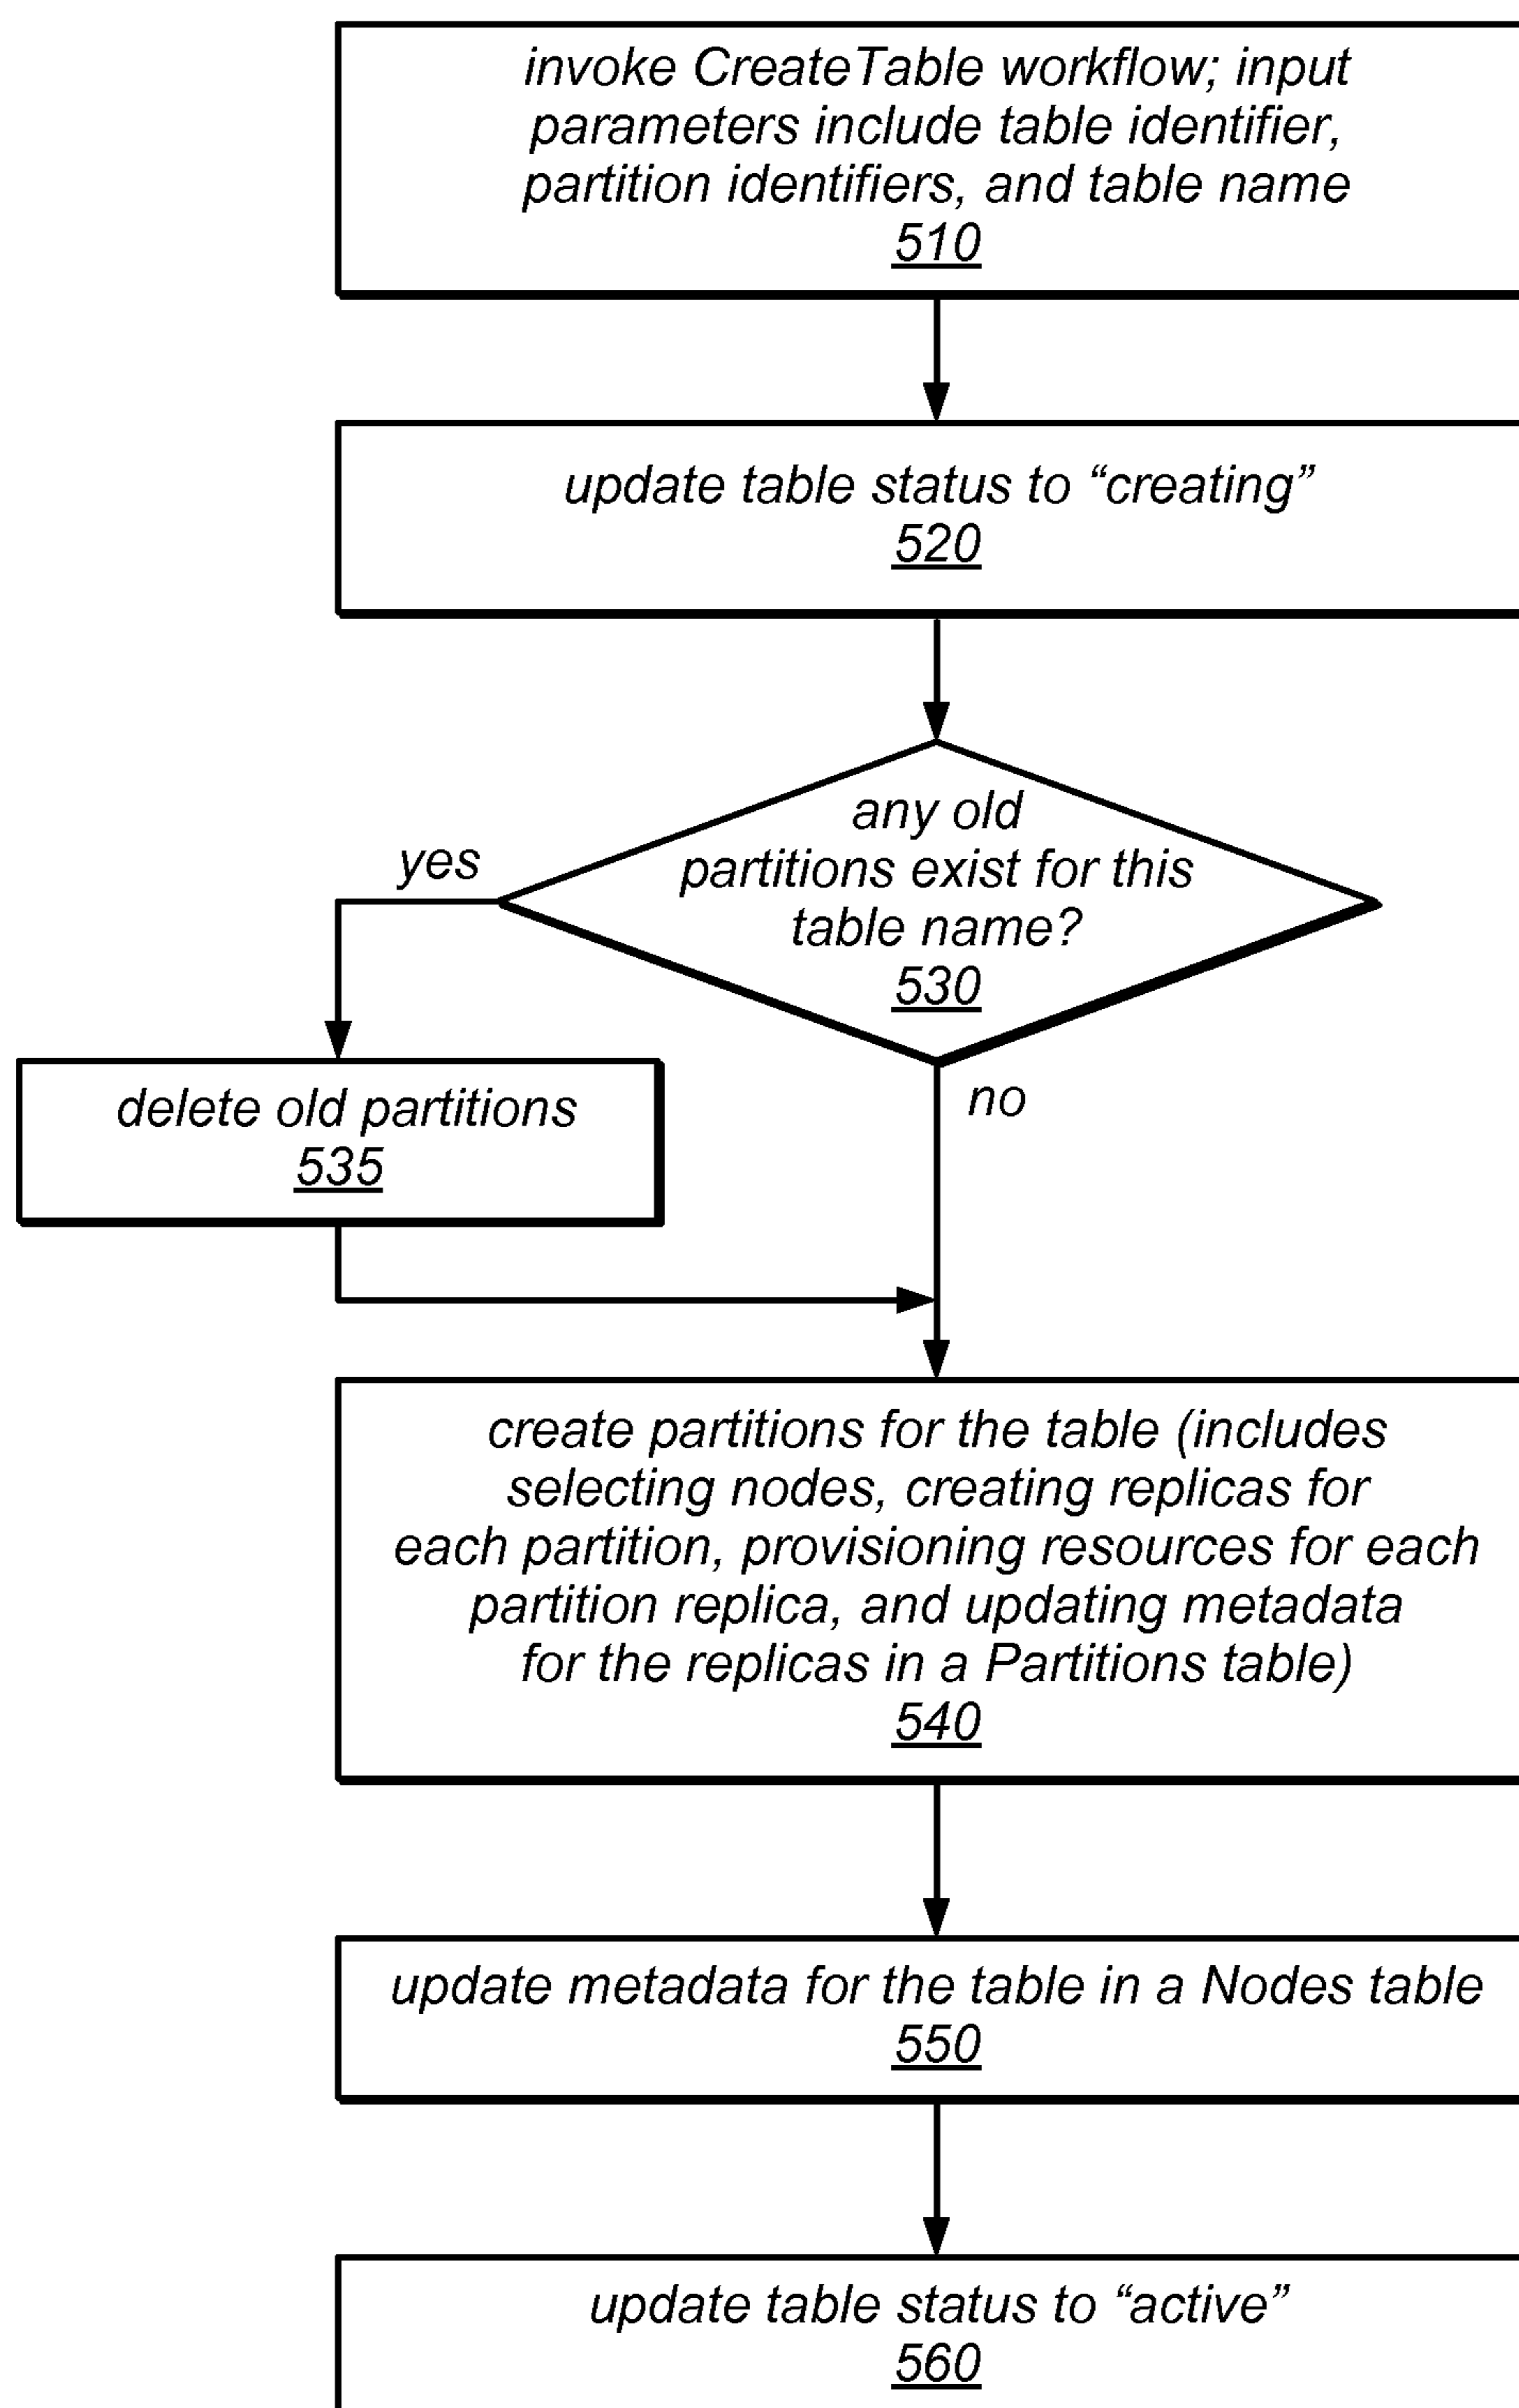 invoke CreateTable workflow; input
parameters include table identifier,
partition identifiers, and table name
510
update table status to “creating”
520
any old
partitions exist for this
table name?
530
yes
no
delete old partitions
535
create partitions for the table (includes
selecting nodes, creating replicas for
each partition, provisioning resources for each
partition replica, and updating metadata
for the replicas in a Partitions table)
540
update metadata for the table in a Nodes table
550
update table status to “active”
560